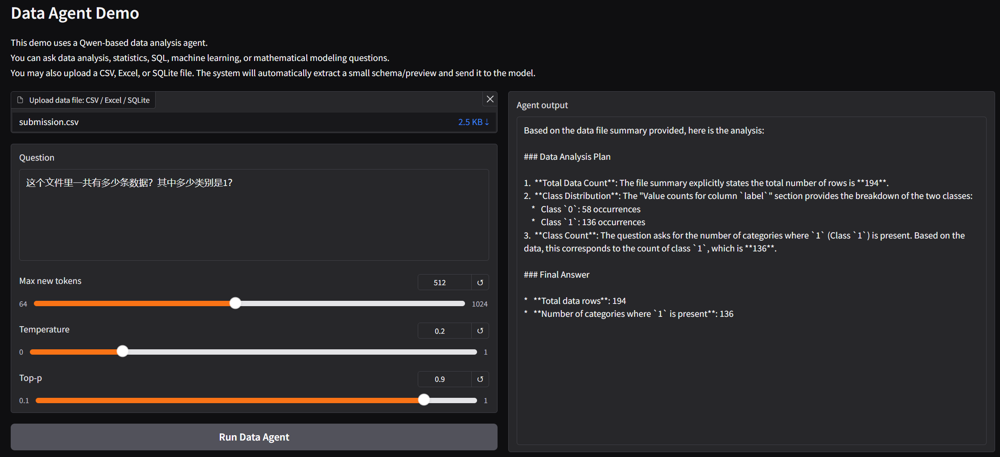 Data Agent Demo
This demo uses a Qwen-based data analysis agent.
You can ask data analysis, statistics, SQL, machine learning, or mathematical modeling questions.
You may also upload a CSV, Excel, or SQLite file. The system will automatically extract a small schema/preview and send it to the model.
Upload data file: CSV / Excel / SQLite
submission.csv 2.5 KB ⇣
Question
这个文件里一共有多少条数据？其中多少类别是1？
Max new tokens 512
64 1024
Temperature 0.2
0 1
Top-p 0.9
0.1 1
Run Data Agent
Agent output
Based on the data file summary provided, here is the analysis:
### Data Analysis Plan
1. **Total Data Count**: The file summary explicitly states the total number of rows is **194**.
2. **Class Distribution**: The "Value counts for column `label`" section provides the breakdown of the two classes:
* Class `0`: 58 occurrences
* Class `1`: 136 occurrences
3. **Class Count**: The question asks for the number of categories where `1` (Class `1`) is present. Based on the
data, this corresponds to the count of class `1`, which is **136**.
### Final Answer
* **Total data rows**: 194
* **Number of categories where `1` is present**: 136